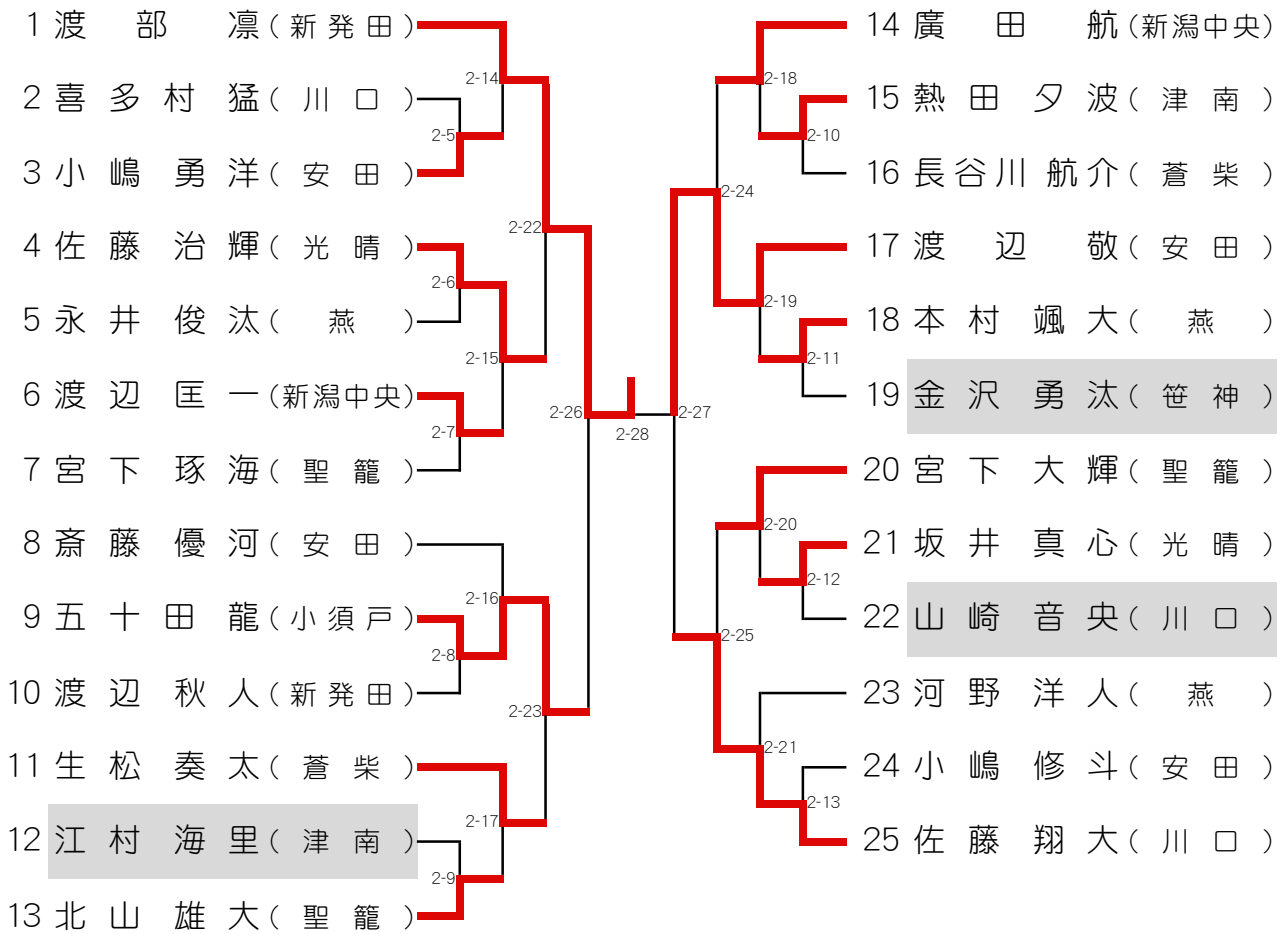 1 渡部凛(新発田)
2 喜多村猛(川口)
3 小嶋勇洋(安田)
4 佐藤治輝(光晴)
5 永井俊汰(燕)
6 渡辺匡一(新潟中央)
7 宮下琢海(聖籠)
8 斎藤優河(安田)
9 五十田龍(小須戸)
10 渡辺秋人(新発田)
11 生松奏太(蒼柴)
12 江村海里(津南)
13 北山雄大(聖籠)
2-14
2-5
2-22
2-6
2-15
2-7
2-26
2-16
2-8
2-23
2-17
2-9
2-28
2-18
2-10
2-24
2-19
2-11
2-27
2-20
2-12
2-25
2-21
2-13
14 廣田航(新潟中央)
15 熱田夕波(津南)
16 長谷川航介(蒼柴)
17 渡辺敬(安田)
18 本村颯大(燕)
19 金沢勇汰(笹神)
20 宮下大輝(聖籠)
21 坂井真心(光晴)
22 山崎音央(川口)
23 河野洋人(燕)
24 小嶋修斗(安田)
25 佐藤翔大(川口)